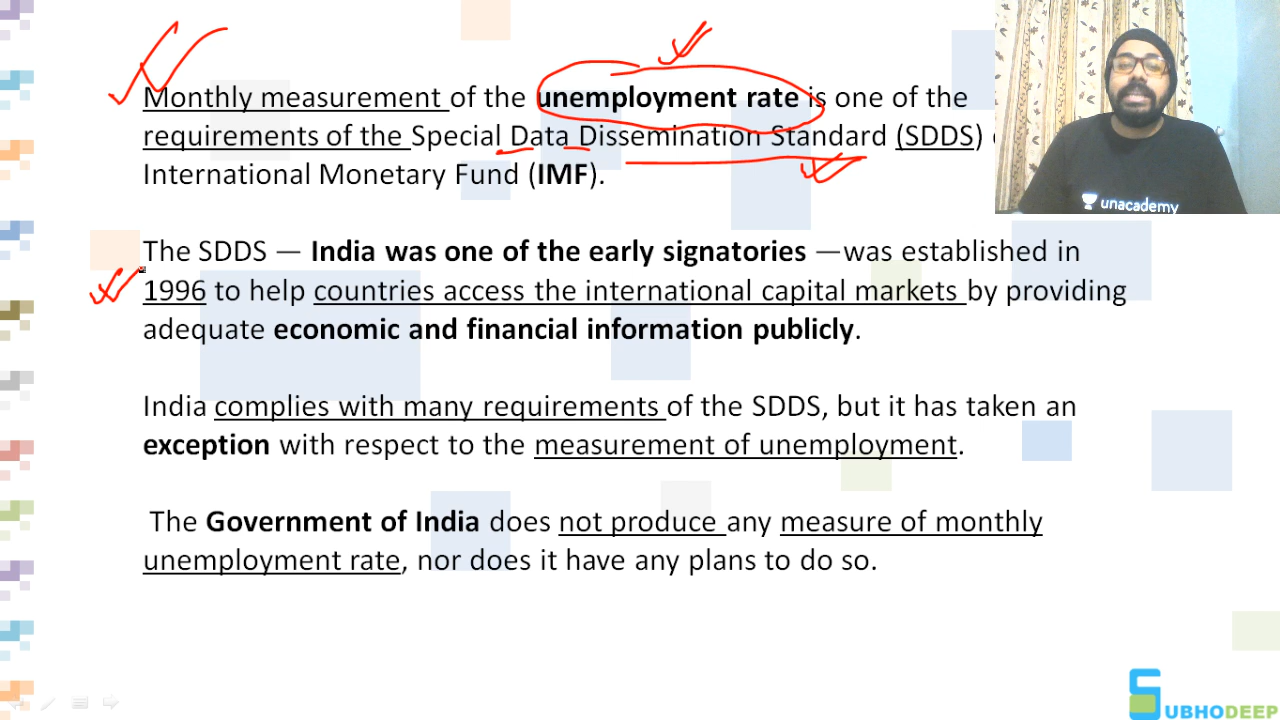 Monthly measurement of the unemployment rate is one of the
requirements of the Special Data Dissemination Standard (SDDS)
International Monetary Fund (IMF).
The SDDS — India was one of the early signatories —was established in
1996 to help countries access the international capital markets by providing
adequate economic and financial information publicly.
India complies with many requirements of the SDDS, but it has taken an
exception with respect to the measurement of unemployment.
The Government of India does not produce any measure of monthly
unemployment rate, nor does it have any plans to do so.
unacademy
SUBHODEEP